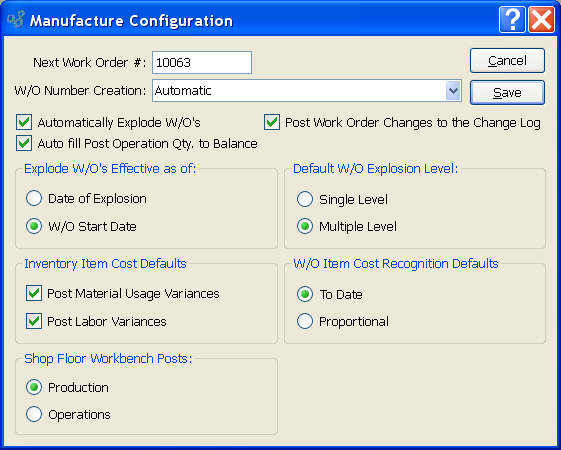 Manufacture Configuration
Next Work Order #: 10063
Cancel
W/O Number Creation: Automatic
Save
Automatically Explode W/O's
Post Work Order Changes to the Change Log
Auto fill Post Operation Qty. to Balance
Explode W/O's Effective as of:
Default W/O Explosion Level:
Date of Explosion
Single Level
W/O Start Date
Multiple Level
Inventory Item Cost Defaults
W/O Item Cost Recognition Defaults
Post Material Usage Variances
To Date
Post Labor Variances
Proportional
Shop Floor Workbench Posts:
Production
Operations